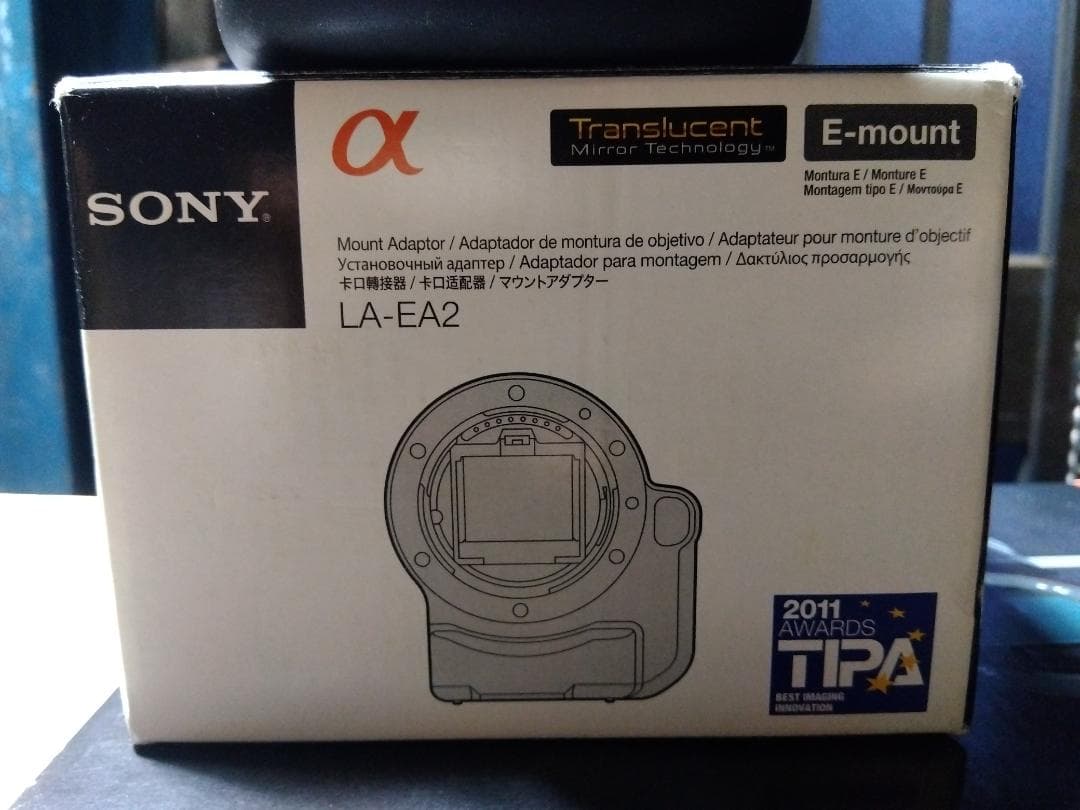 SONY®
α
Translucent
Mirror Technology™
E-mount
Montura E / Monture E
Montagem tipo E / Μοντούρα E
Mount Adaptor / Adaptador de montura de objetivo / Adaptateur pour monture d'objectif
Установочный адаптер / Adaptador para montagem / Δακτύλιος προσαρμογής
卡口轉接器 / 卡口适配器 / マウントアダプター
LA-EA2
2011
AWARDS
TIPA
BEST IMAGING
INNOVATION